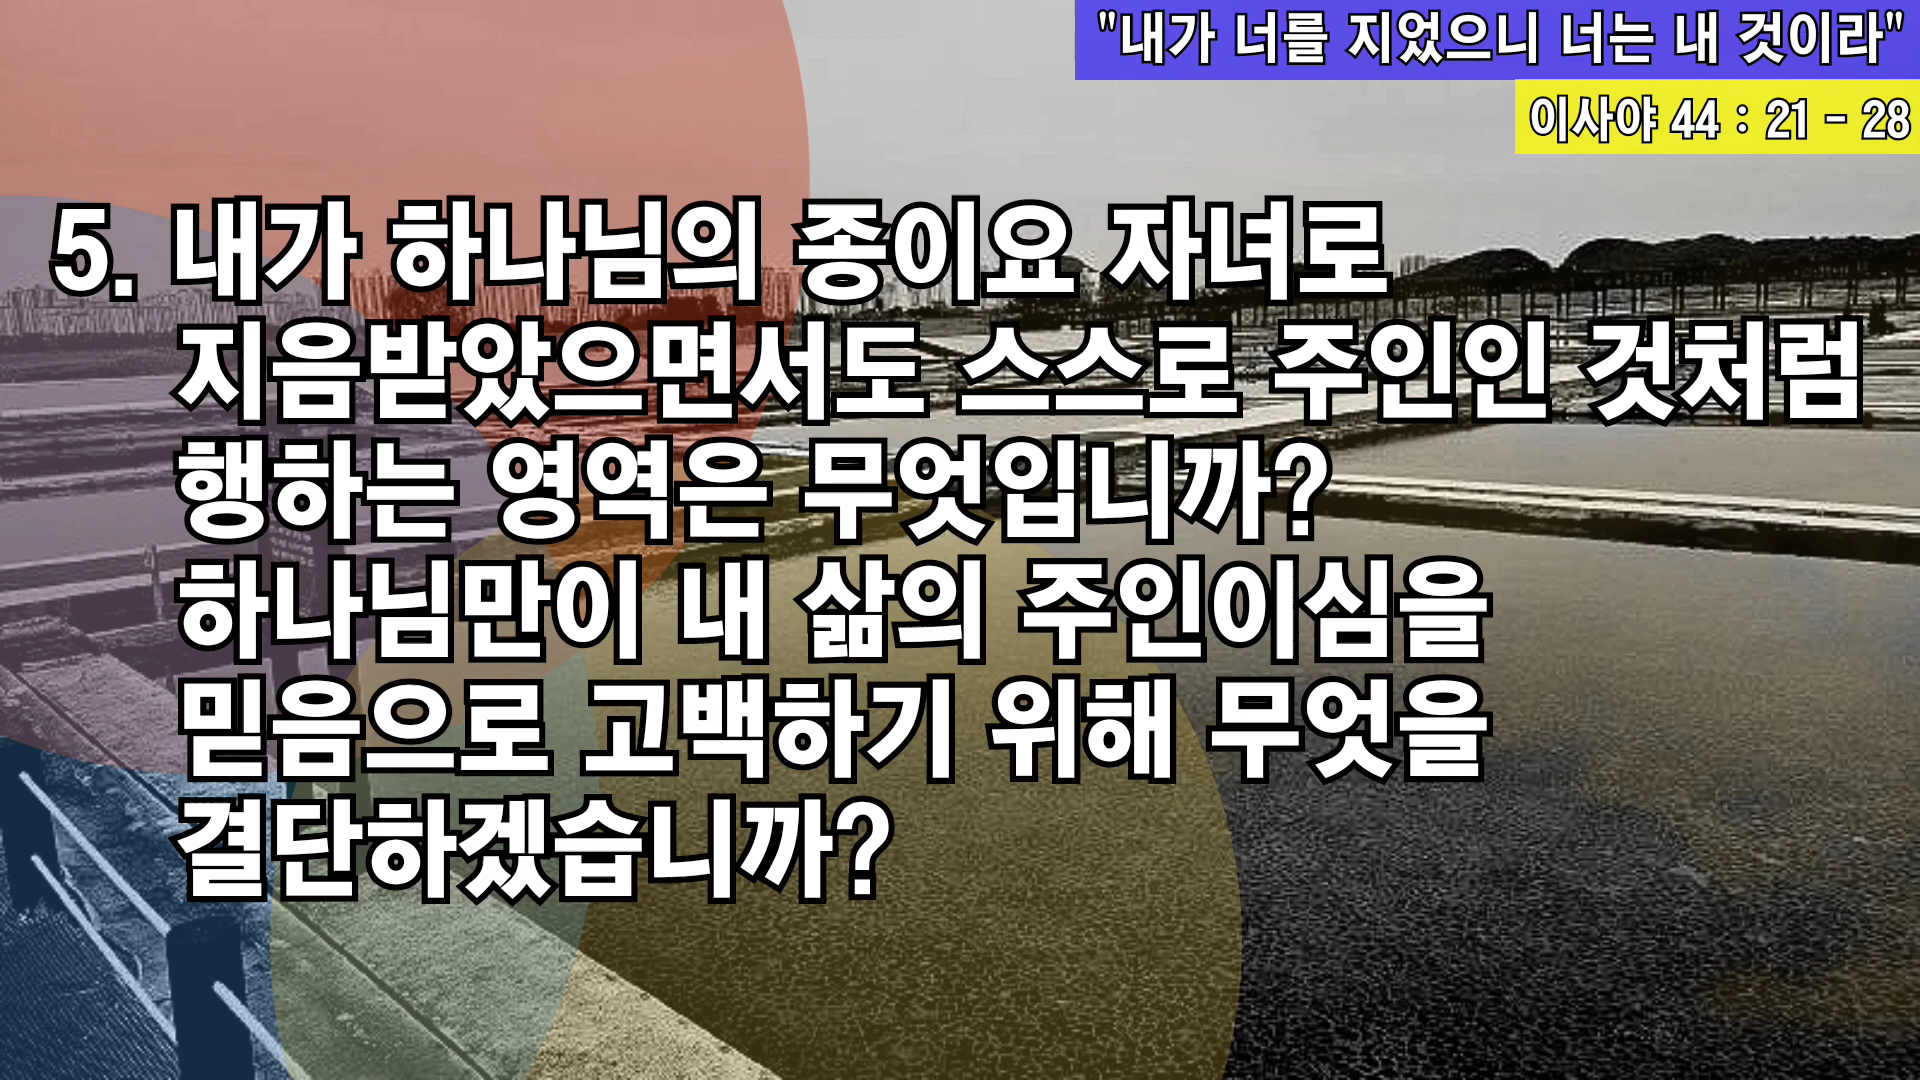 "내가 너를 지었으니 너는 내 것이라"
이사야 44 : 21 - 28
5. 내가 하나님의 종이요 자녀로
지음받았으면서도 스스로 주인인 것처럼
행하는 영역은 무엇입니까?
하나님만이 내 삶의 주인이심을
믿음으로 고백하기 위해 무엇을
결단하겠습니까?